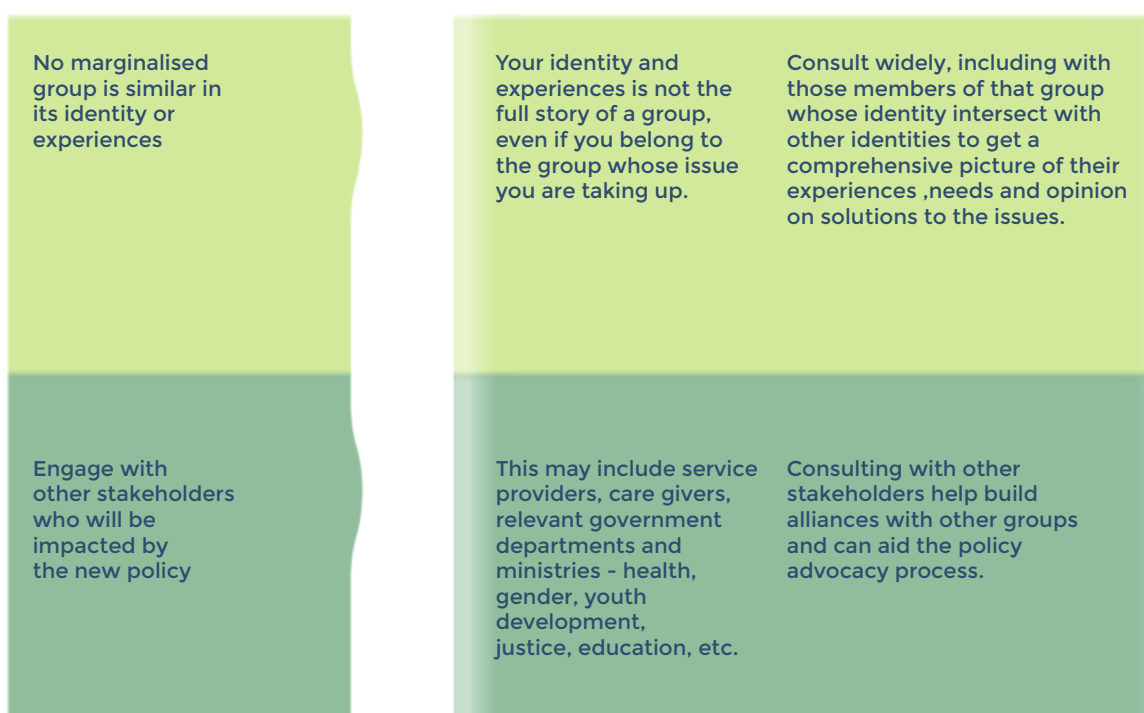 No marginalised
group is similar in
its identity or
experiences
Your identity and
experiences is not the
full story of a group,
even if you belong to
the group whose issue
you are taking up.
Consult widely, including with
those members of that group
whose identity intersect with
other identities to get a
comprehensive picture of their
experiences ,needs and opinion
on solutions to the issues.
Engage with
other stakeholders
who will be
impacted by
the new policy
This may include service
providers, care givers,
relevant government
departments and
ministries - health,
gender, youth
development,
justice, education, etc.
Consulting with other
stakeholders help build
alliances with other groups
and can aid the policy
advocacy process.